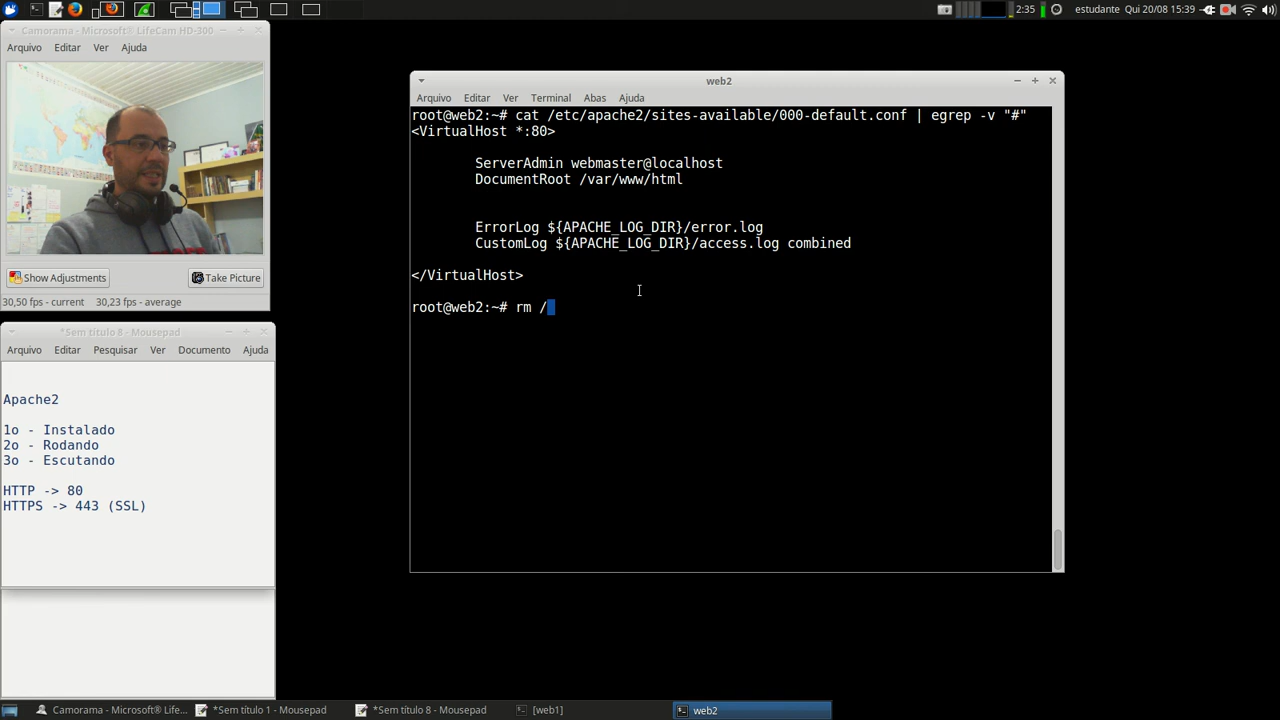 2:35
estudante Qui 20/08 15:39
Camorama - Microsoft® LifeCam HD-300
Arquivo Editar Ver Ajuda
Show Adjustments
Take Picture
30,50 fps - current 30,23 fps - average
*Sem título 8 - Mousepad
Arquivo Editar Pesquisar Ver Documento Ajuda
Apache2
1o - Instalado
2o - Rodando
3o - Escutando
HTTP -> 80
HTTPS -> 443 (SSL)
web2
Arquivo Editar Ver Terminal Abas Ajuda
root@web2:~# cat /etc/apache2/sites-available/000-default.conf | egrep -v "#"
<VirtualHost *:80>
ServerAdmin webmaster@localhost
DocumentRoot /var/www/html
ErrorLog ${APACHE_LOG_DIR}/error.log
CustomLog ${APACHE_LOG_DIR}/access.log combined
</VirtualHost>
root@web2:~# rm /
Camorama - Microsoft® Life...
*Sem título 1 - Mousepad
*Sem título 8 - Mousepad
[web1]
web2